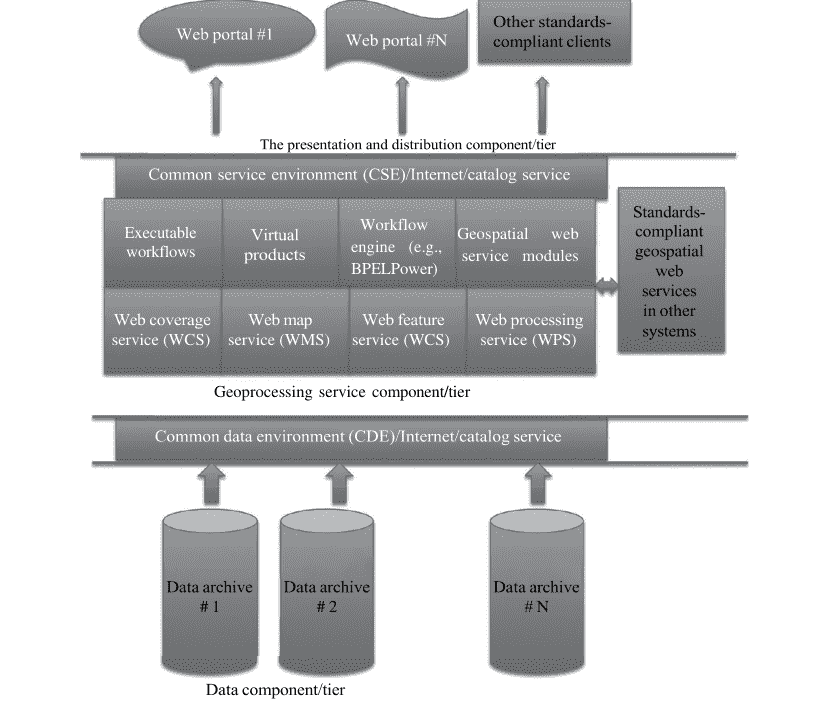 Web portal #1
Web portal #N
Other standards-
compliant clients
The presentation and distribution component/tier
Common service environment (CSE)/Internet/catalog service
Executable
workflows
Virtual
products
Workflow
engine (e.g.,
BPELPower)
Geospatial web
service modules
Standards-
compliant
geospatial
web
services
in other
systems
Web coverage
service (WCS)
Web map
service (WMS)
Web feature
service (WCS)
Web processing
service (WPS)
Geoprocessing service component/tier
Common data environment (CDE)/Internet/catalog service
Data archive
# 1
Data archive
# 2
Data archive
# N
Data component/tier